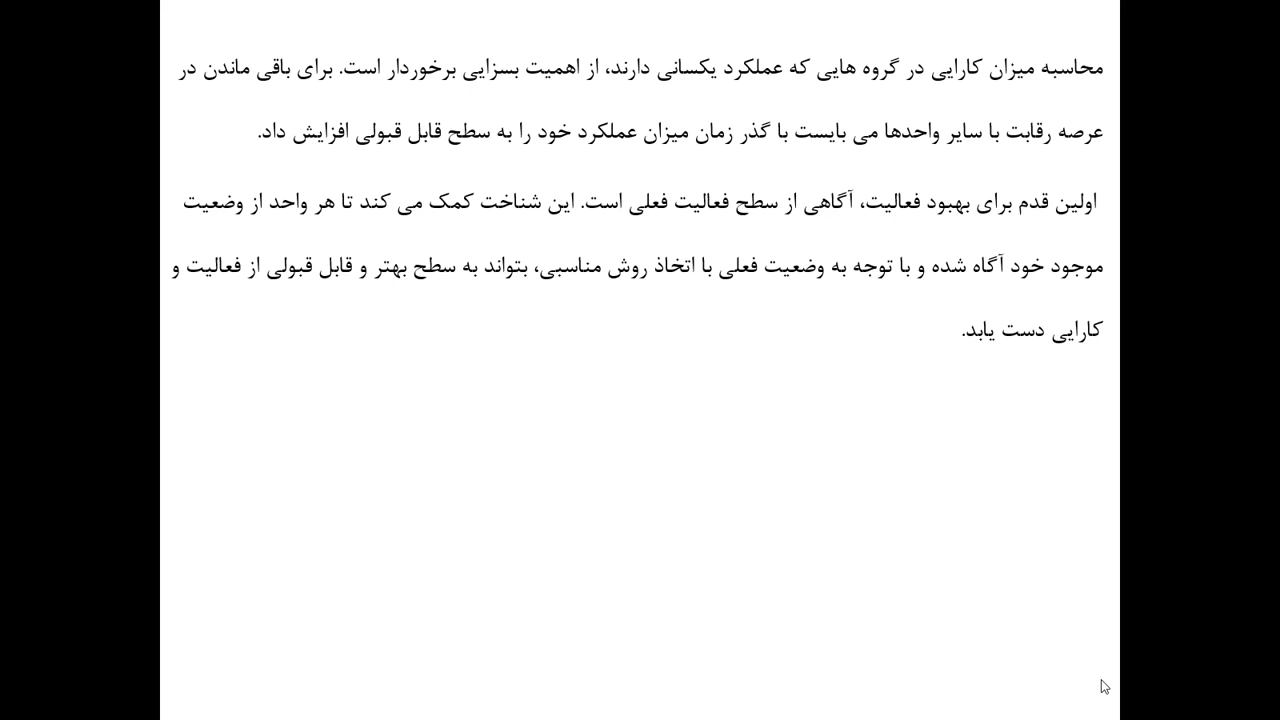 محاسبه میزان کارایی در گروه هایی که عملکرد یکسانی دارند، از اهمیت بسزایی برخوردار است. برای باقی ماندن در
عرصه رقابت با سایر واحدها می بایست با گذر زمان میزان عملکرد خود را به سطح قابل قبولی افزایش داد.
اولین قدم برای بهبود فعالیت، آگاهی از سطح فعالیت فعلی است. این شناخت کمک می کند تا هر واحد از وضعیت
موجود خود آگاه شده و با توجه به وضعیت فعلی با اتخاذ روش مناسبی، بتواند به سطح بهتر و قابل قبولی از فعالیت و
کارایی دست یابد.